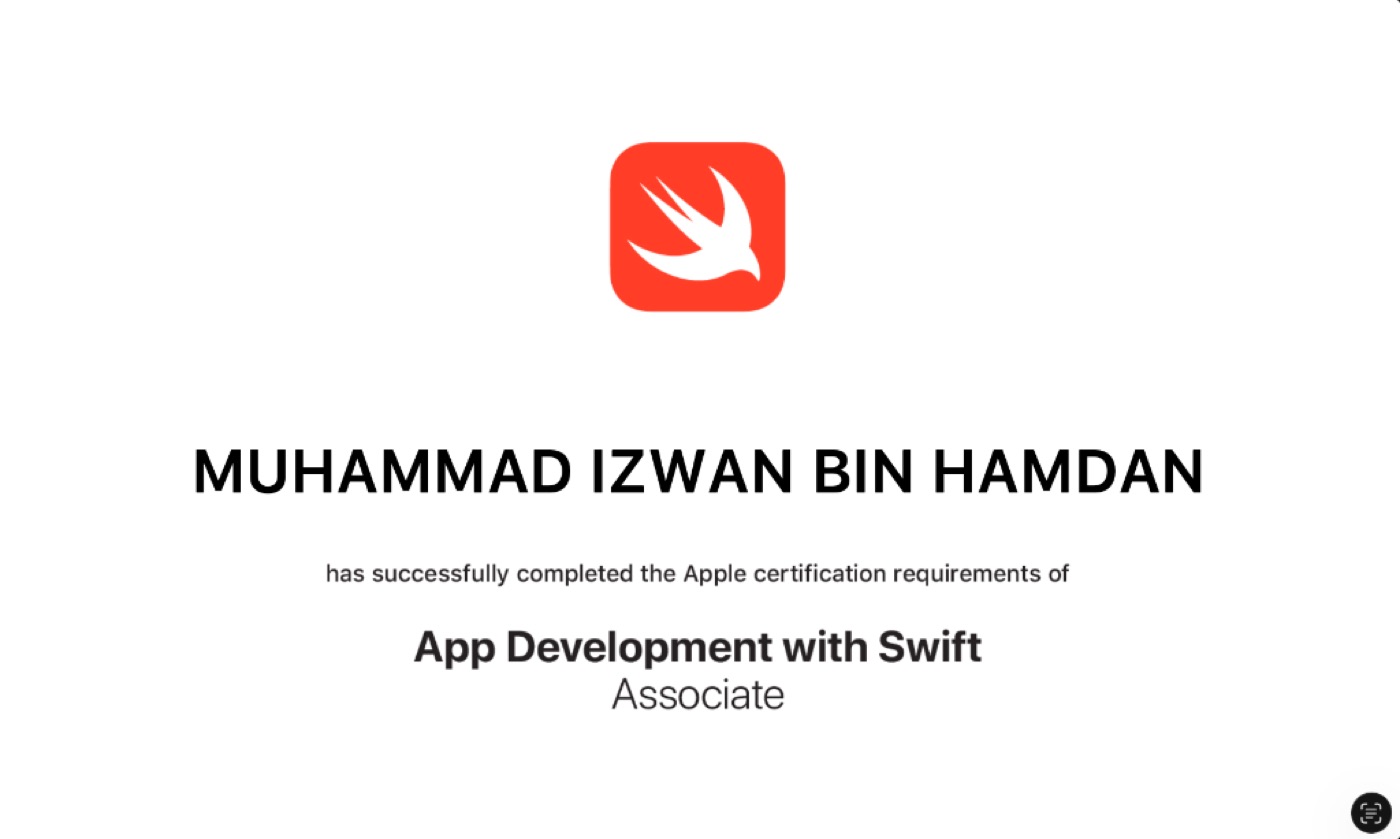 MUHAMMAD IZWAN BIN HAMDAN
has successfully completed the Apple certification requirements of
App Development with Swift
Associate